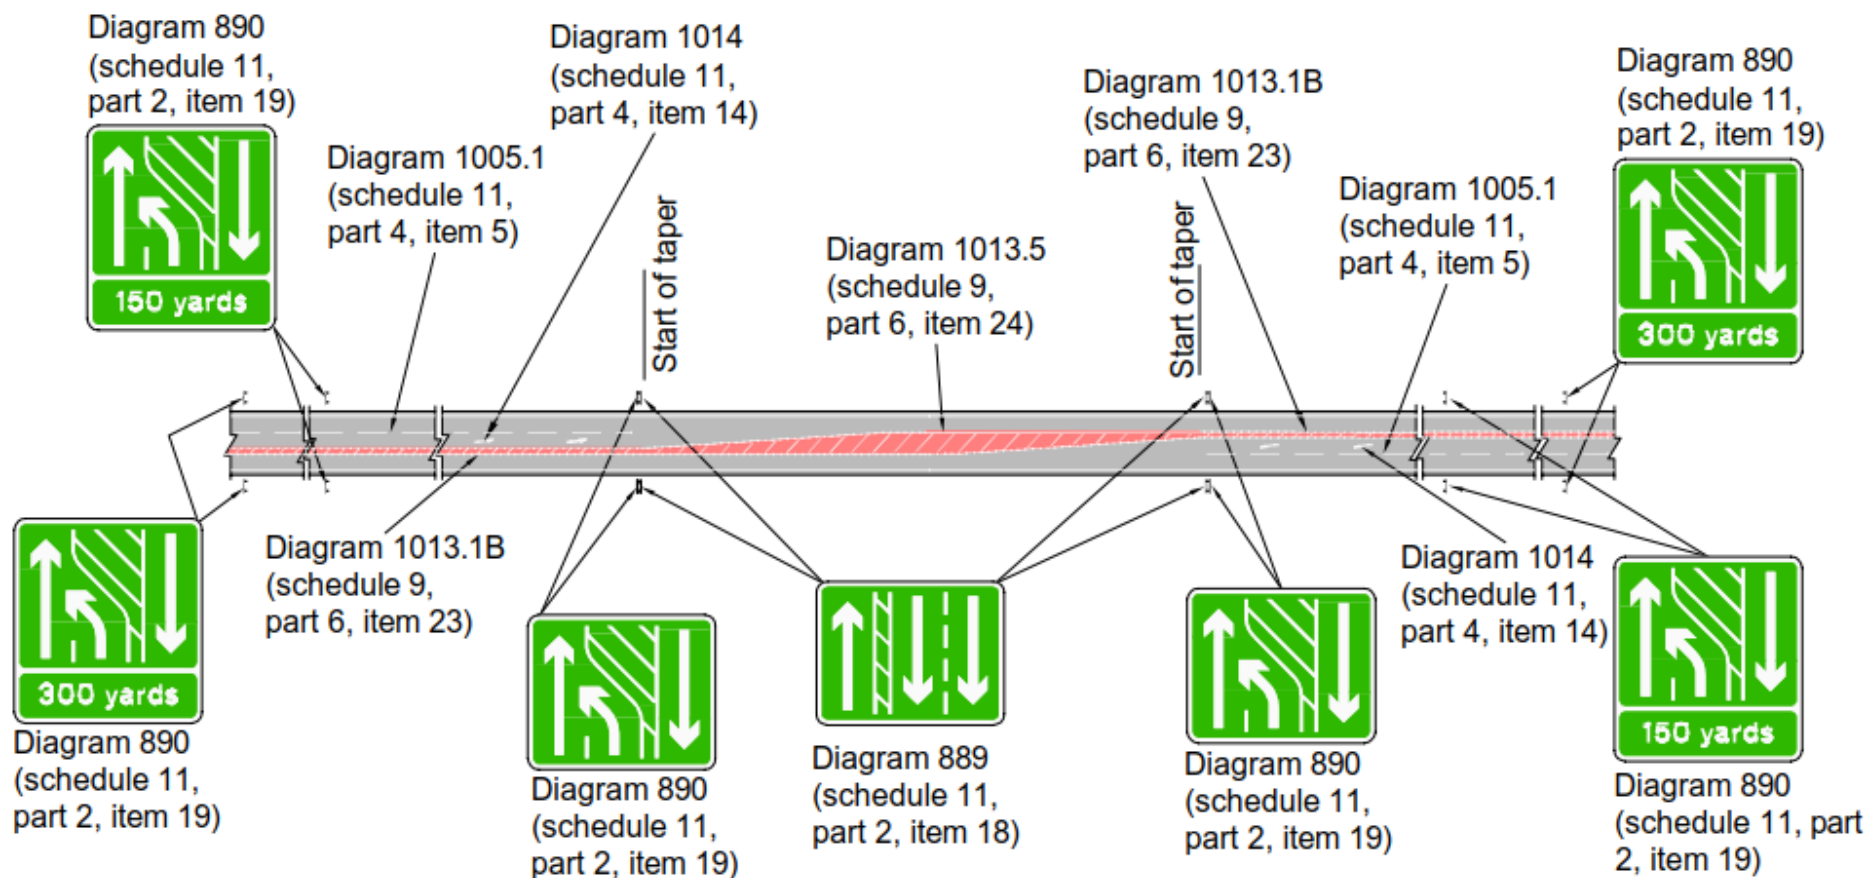 Diagram 890
(schedule 11,
part 2, item 19)
150 yards
Diagram 1005.1
(schedule 11,
part 4, item 5)
Diagram 1014
(schedule 11,
part 4, item 14)
Start of taper
Diagram 1013.5
(schedule 9,
part 6, item 24)
Diagram 1013.1B
(schedule 9,
part 6, item 23)
Start of taper
Diagram 1005.1
(schedule 11,
part 4, item 5)
Diagram 890
(schedule 11,
part 2, item 19)
300 yards
300 yards
Diagram 890
(schedule 11,
part 2, item 19)
Diagram 1013.1B
(schedule 9,
part 6, item 23)
Diagram 890
(schedule 11,
part 2, item 19)
Diagram 889
(schedule 11,
part 2, item 18)
Diagram 890
(schedule 11,
part 2, item 19)
Diagram 1014
(schedule 11,
part 4, item 14)
150 yards
Diagram 890
(schedule 11, part
2, item 19)